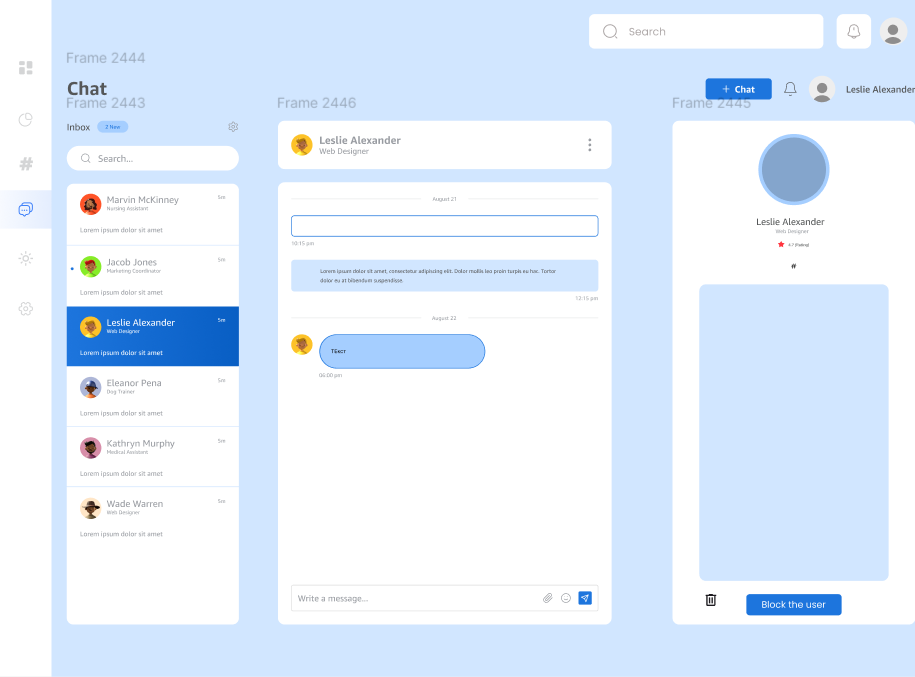 Search
Frame 2444
Chat
+ Chat
Leslie Alexander
Frame 2443
Frame 2446
Frame 2445
Inbox
2 New
Search...
Marvin McKinney
5m
Nursing Assistant
Lorem ipsum dolor sit amet
Jacob Jones
5m
Marketing Coordinator
Lorem ipsum dolor sit amet
Leslie Alexander
5m
Web Designer
Lorem ipsum dolor sit amet
Eleanor Pena
5m
Dog Trainer
Lorem ipsum dolor sit amet
Kathryn Murphy
5m
Medical Assistant
Lorem ipsum dolor sit amet
Wade Warren
5m
Web Designer
Lorem ipsum dolor sit amet
Leslie Alexander
Web Designer
August 21
10:15 pm
Lorem ipsum dolor sit amet, consectetur adipiscing elit. Dolor mollis leo proin turpis eu hac. Tortor
dolor eu at bibendum suspendisse.
12:15 pm
August 22
Текст
06:00 pm
Write a message...
Leslie Alexander
Web Designer
4.7 (Rating)
#
Block the user